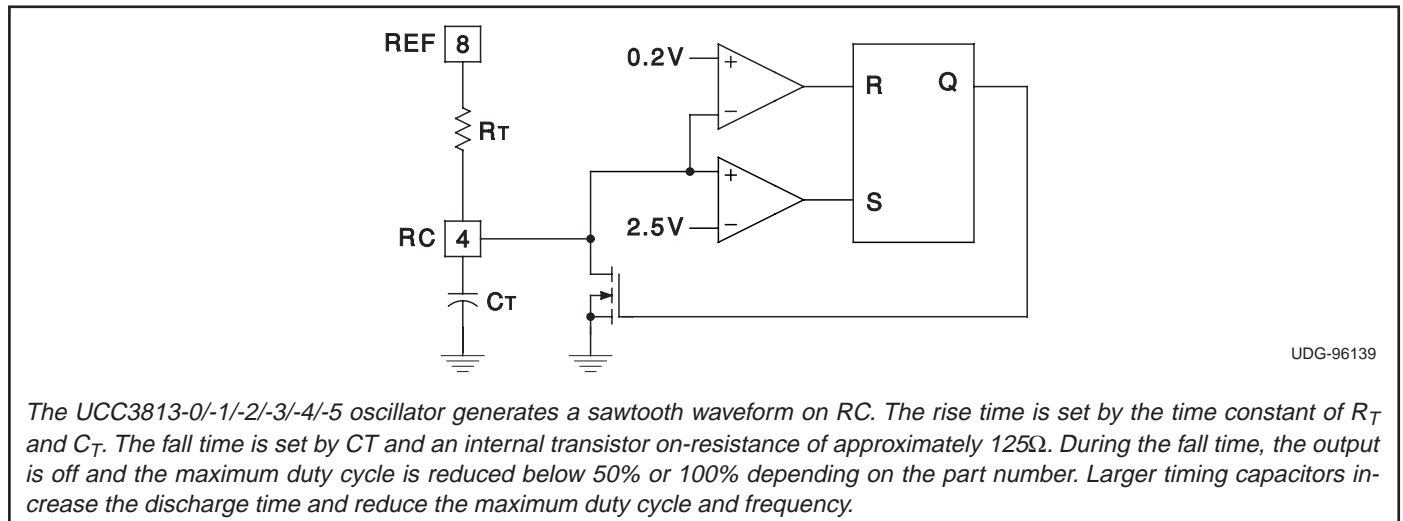 REF 8
0.2V
+
−
R Q
RT
+
−
S
2.5V
RC 4
CT
UDG-96139
The UCC3813-0/-1/-2/-3/-4/-5 oscillator generates a sawtooth waveform on RC. The rise time is set by the time constant of RT
and CT. The fall time is set by CT and an internal transistor on-resistance of approximately 125Ω. During the fall time, the output
is off and the maximum duty cycle is reduced below 50% or 100% depending on the part number. Larger timing capacitors in-
crease the discharge time and reduce the maximum duty cycle and frequency.